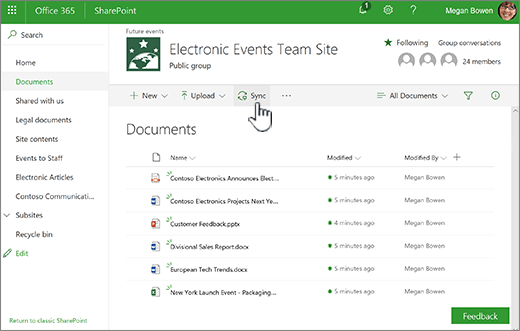 Office 365 SharePoint 1 ? Megan Bowen
Search
Home
Documents
Shared with us
Legal documents
Site contents
Events to Staff
Electronic Articles
Contoso Communicati...
Subsites
Recycle bin
Edit
Return to classic SharePoint
Future events
Electronic Events Team Site
Public group
Following Group conversations
24 members
New Upload Sync ... All Documents
Documents
Name Modified Modified By
Contoso Electronics Announces Elect... 5 minutes ago Megan Bowen
Contoso Electronics Projects Next Ye... 5 minutes ago Megan Bowen
Customer Feedback.pptx 4 minutes ago Megan Bowen
Divisional Sales Report.docx 5 minutes ago Megan Bowen
European Tech Trends.docx 5 minutes ago Megan Bowen
New York Launch Event - Packaging... 5 minutes ago Megan Bowen
Feedback